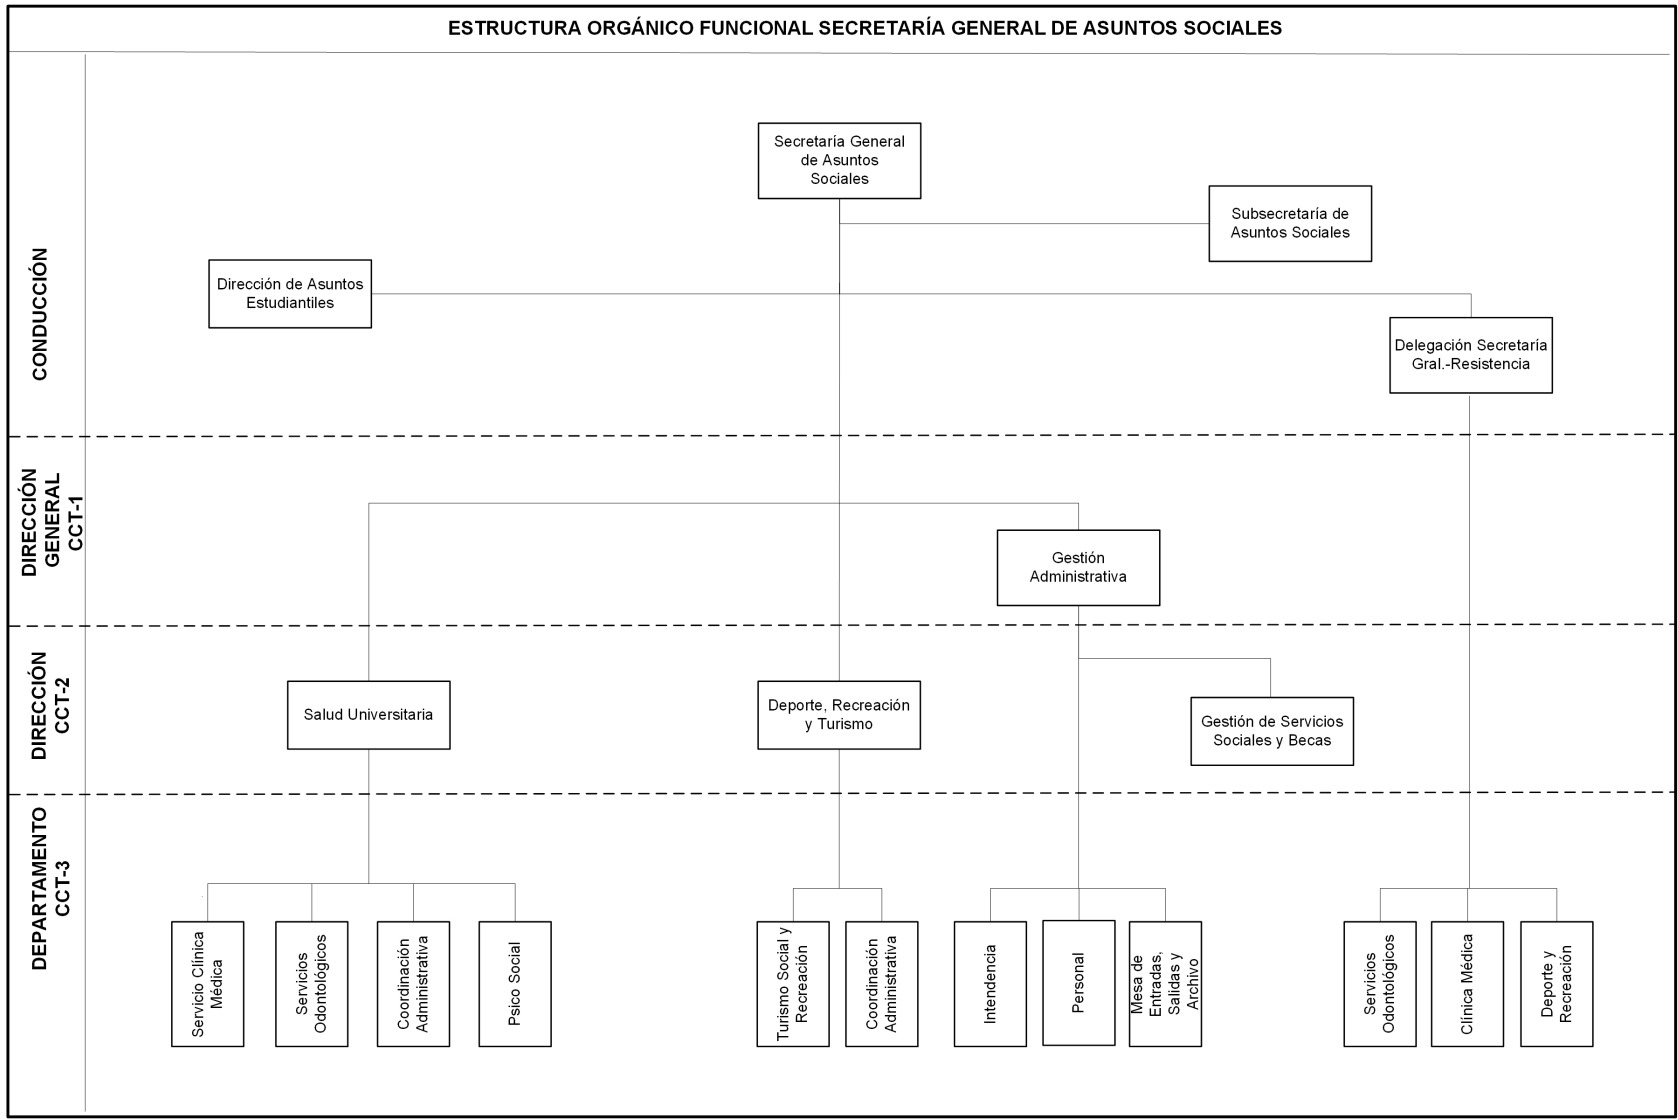 ESTRUCTURA ORGÁNICO FUNCIONAL SECRETARÍA GENERAL DE ASUNTOS SOCIALES
CONDUCCIÓN
Secretaría General
de Asuntos
Sociales
Subsecretaría de
Asuntos Sociales
Dirección de Asuntos
Estudiantiles
Delegación Secretaría
Gral.-Resistencia
DIRECCIÓN
GENERAL
CCT-1
Gestión
Administrativa
DIRECCIÓN
CCT-2
Salud Universitaria
Deporte, Recreación
y Turismo
Gestión de Servicios
Sociales y Becas
DEPARTAMENTO
CCT-3
Servicio Clínica
Médica
Servicios
Odontológicos
Coordinación
Administrativa
Psico Social
Turismo Social y
Recreación
Coordinación
Administrativa
Intendencia
Personal
Mesa de
Entradas,
Salidas y
Archivo
Servicios
Odontológicos
Clínica Médica
Deporte y
Recreación